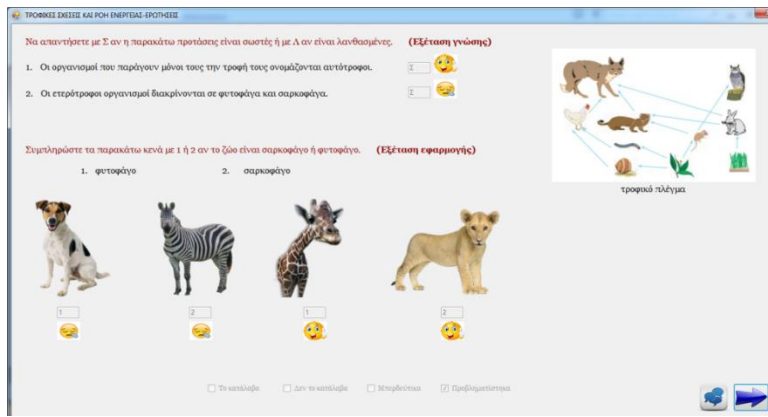 ΤΡΟΦΙΚΕΣ ΣΧΕΣΕΙΣ ΚΑΙ ΡΟΗ ΕΝΕΡΓΕΙΑΣ-ΕΡΩΤΗΣΕΙΣ
Να απαντήσετε με Σ αν η παρακάτω προτάσεις είναι σωστές ή με Λ αν είναι λανθασμένες. (Εξέταση γνώσης)
1. Οι οργανισμοί που παράγουν μόνοι τους την τροφή τους ονομάζονται αυτότροφοι. Σ
2. Οι ετερότροφοι οργανισμοί διακρίνονται σε φυτοφάγα και σαρκοφάγα. Σ
τροφικό πλέγμα
Συμπληρώστε τα παρακάτω κενά με 1 ή 2 αν το ζώο είναι σαρκοφάγο ή φυτοφάγο. (Εξέταση εφαρμογής)
1. φυτοφάγο 2. σαρκοφάγο
1 2 1 2
Το κατάλαβα Δεν το κατάλαβα Μπερδεύτηκα Προβληματίστηκα